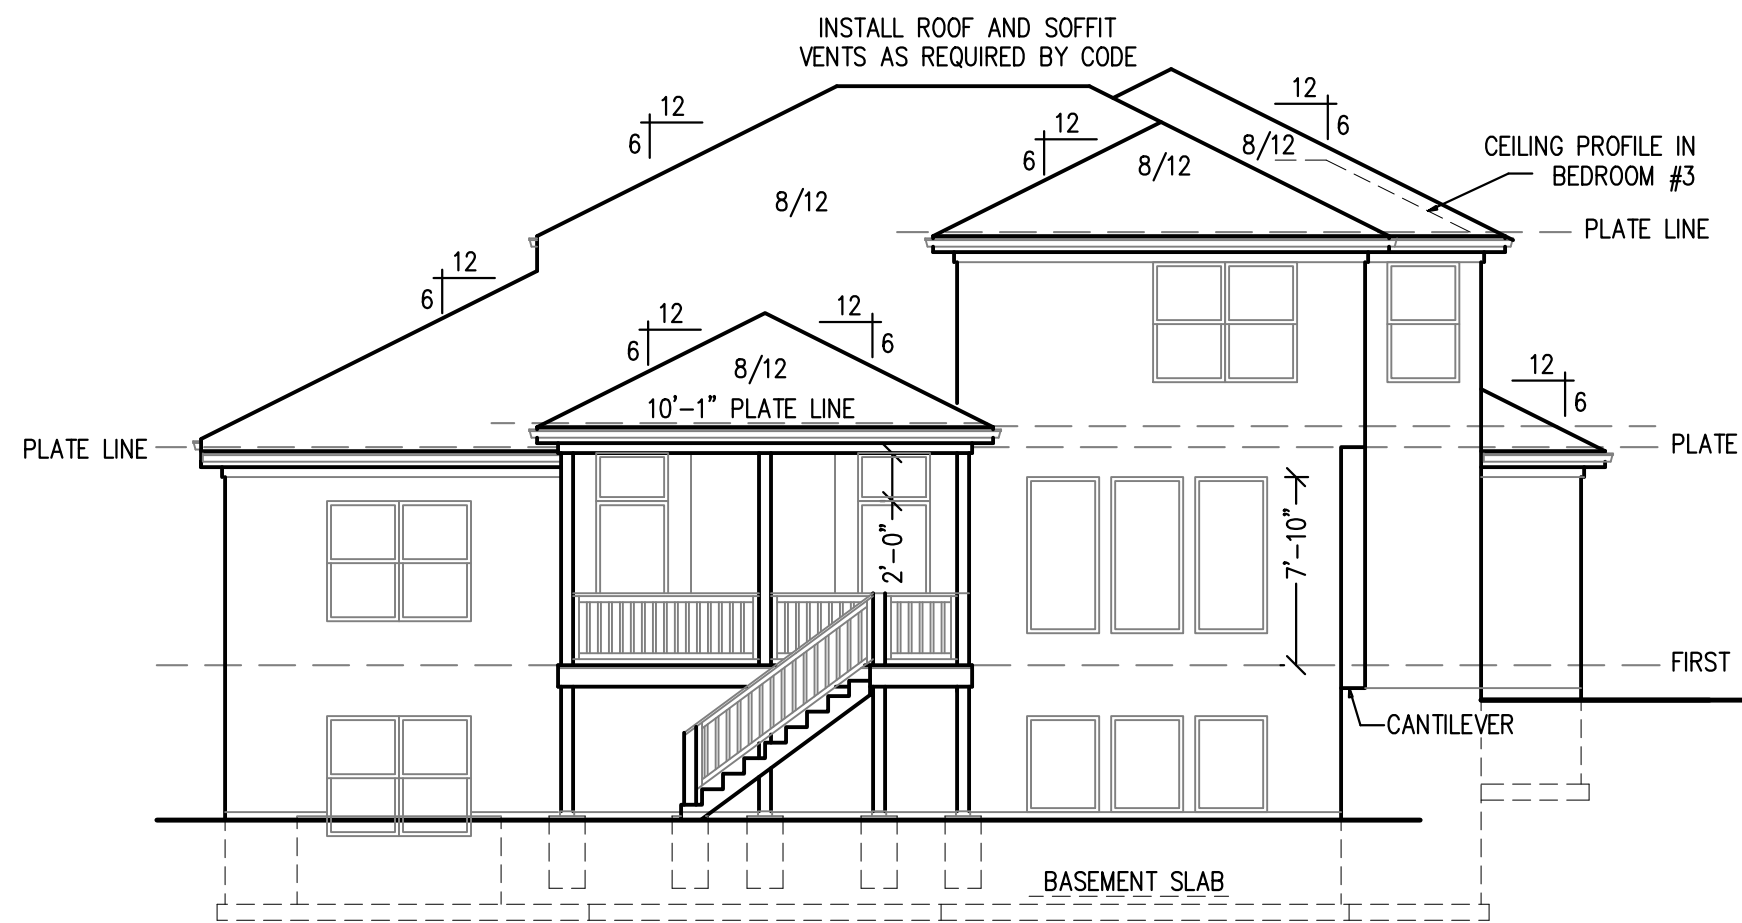 INSTALL ROOF AND SOFFIT
VENTS AS REQUIRED BY CODE
12
6
12
6
12
6
8/12
8/12
CEILING PROFILE IN
BEDROOM #3
8/12
PLATE LINE
12
6
12
6
12
6
8/12
12
6
10'-1" PLATE LINE
PLATE LINE
PLATE
2'-0"
7'-10"
FIRST
CANTILEVER
BASEMENT SLAB